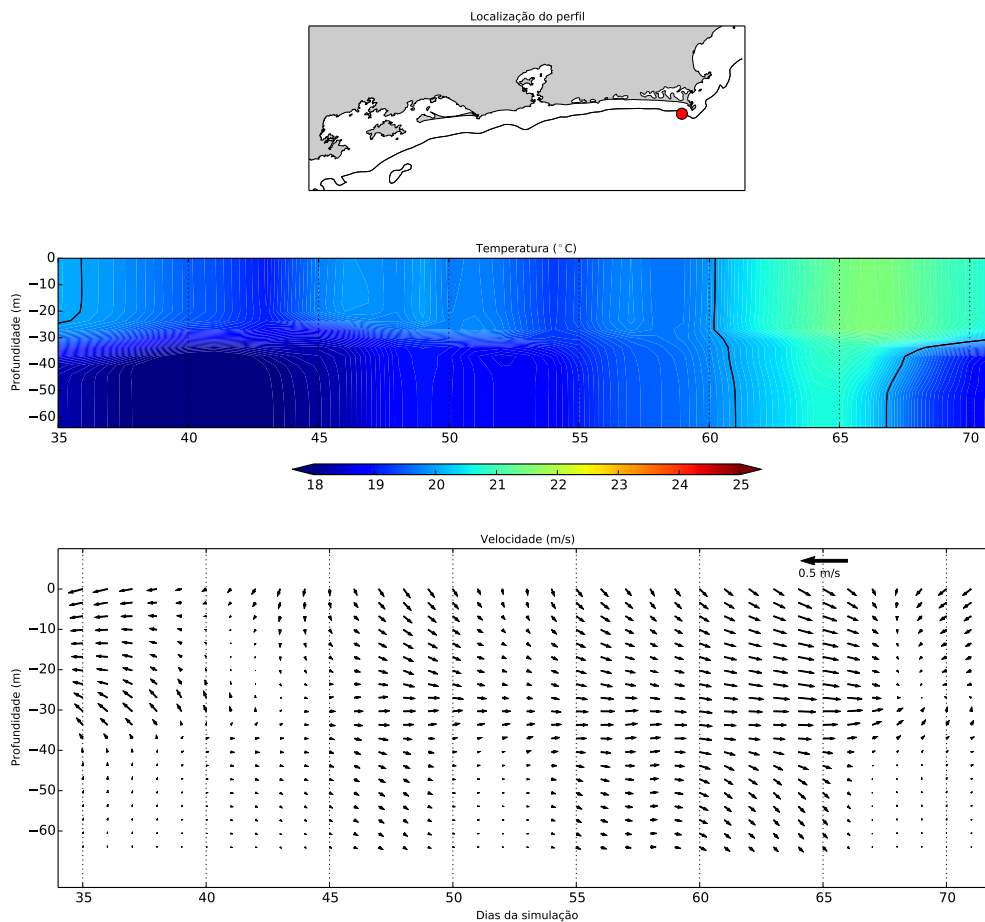 Localização do perfil
Temperatura (°C)
Profundidade (m)
0
−10
−20
−30
−40
−50
−60
35 40 45 50 55 60 65 70
18 19 20 21 22 23 24 25
Velocidade (m/s)
0.5 m/s
Profundidade (m)
0
−10
−20
−30
−40
−50
−60
35 40 45 50 55 60 65 70
Dias da simulação